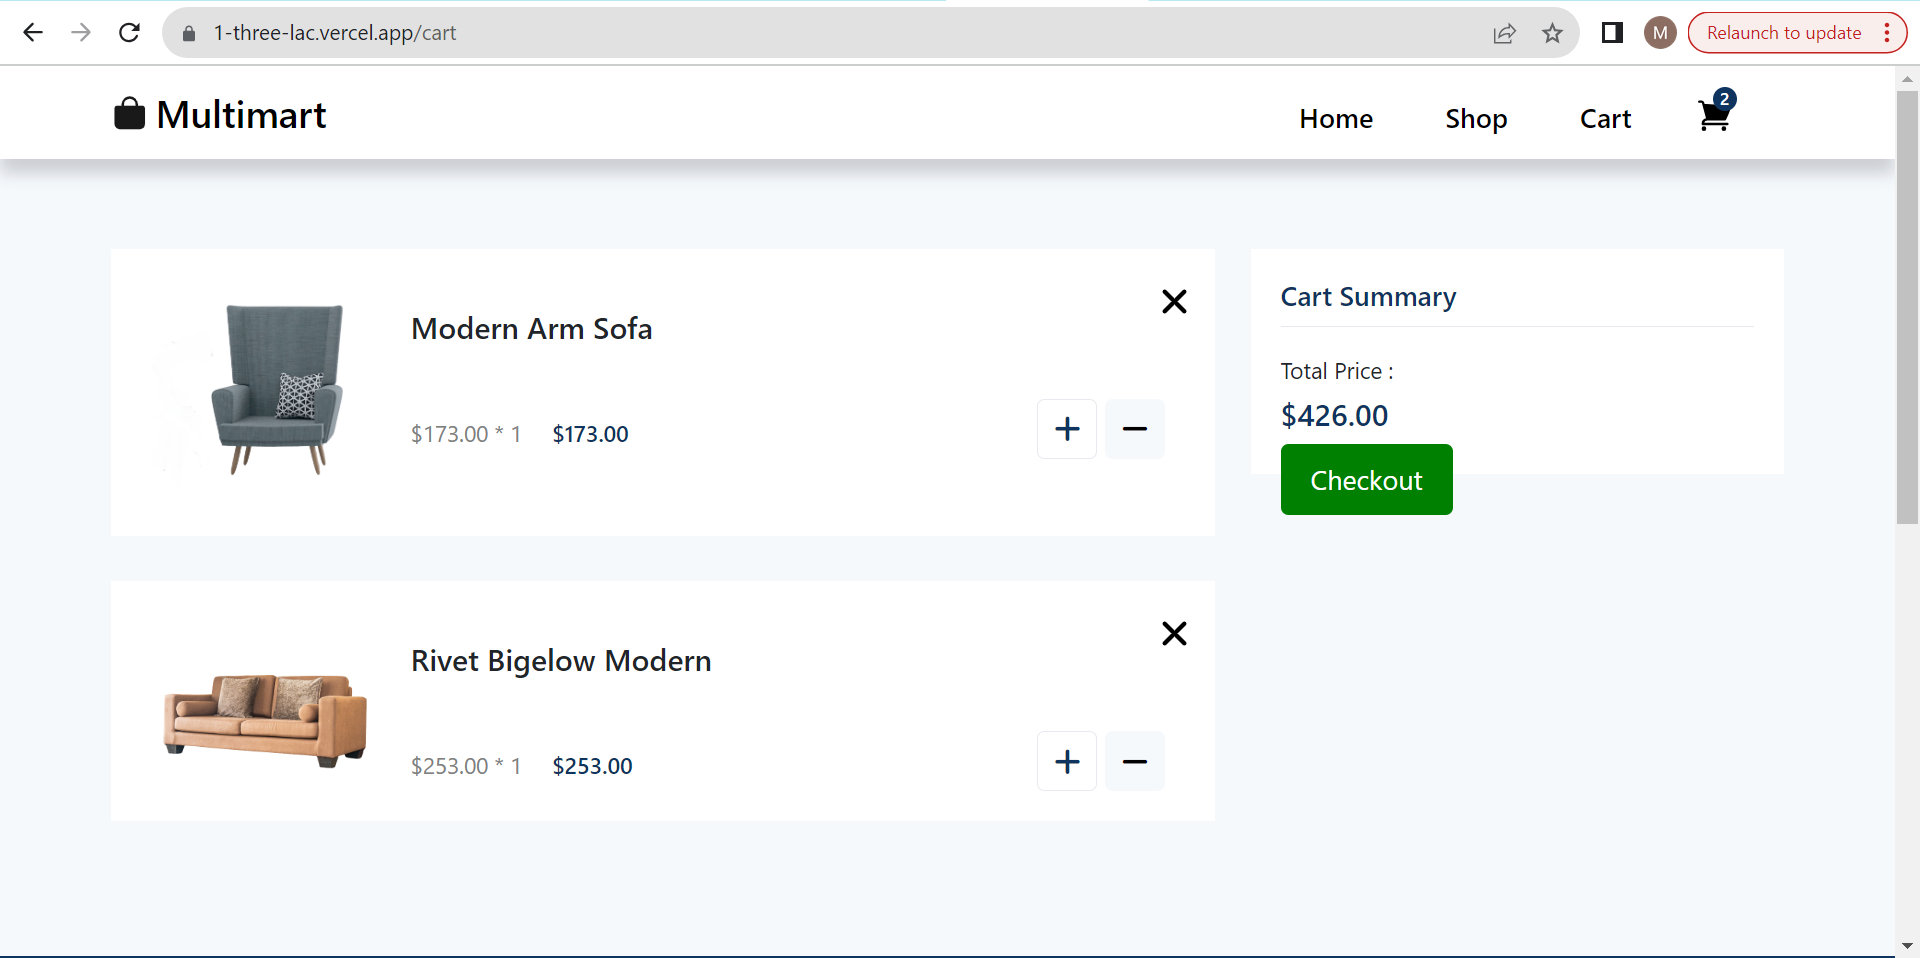 1-three-lac.vercel.app/cart
M
Relaunch to update
Multimart
Home
Shop
Cart
2
Modern Arm Sofa
$173.00 * 1 $173.00
Cart Summary
Total Price :
$426.00
Checkout
Rivet Bigelow Modern
$253.00 * 1 $253.00